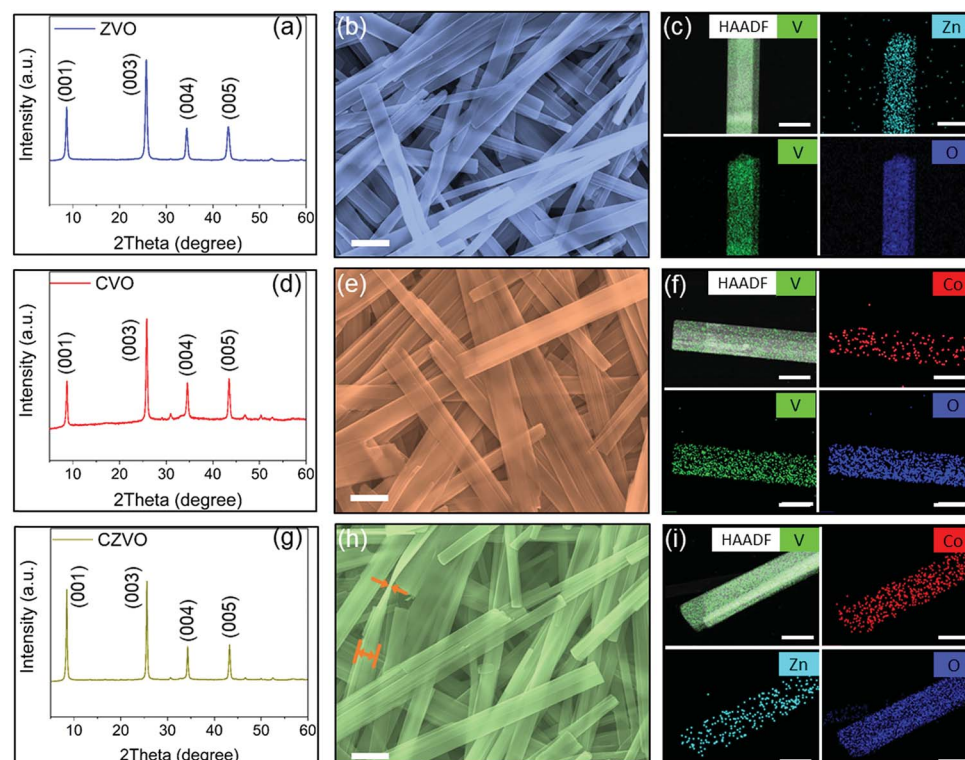 ZVO
(a)
(001)
(003)
(004)
(005)
Intensity (a.u.)
10 20 30 40 50 60
2Theta (degree)
(b)
(c)
HAADF V
Zn
V
O
CVO
(d)
(001)
(003)
(004)
(005)
Intensity (a.u.)
10 20 30 40 50 60
2Theta (degree)
(e)
(f)
HAADF V
Co
V
O
CZVO
(g)
(001)
(003)
(004)
(005)
Intensity (a.u.)
10 20 30 40 50 60
2Theta (degree)
(h)
(i)
HAADF V
Co
Zn
O